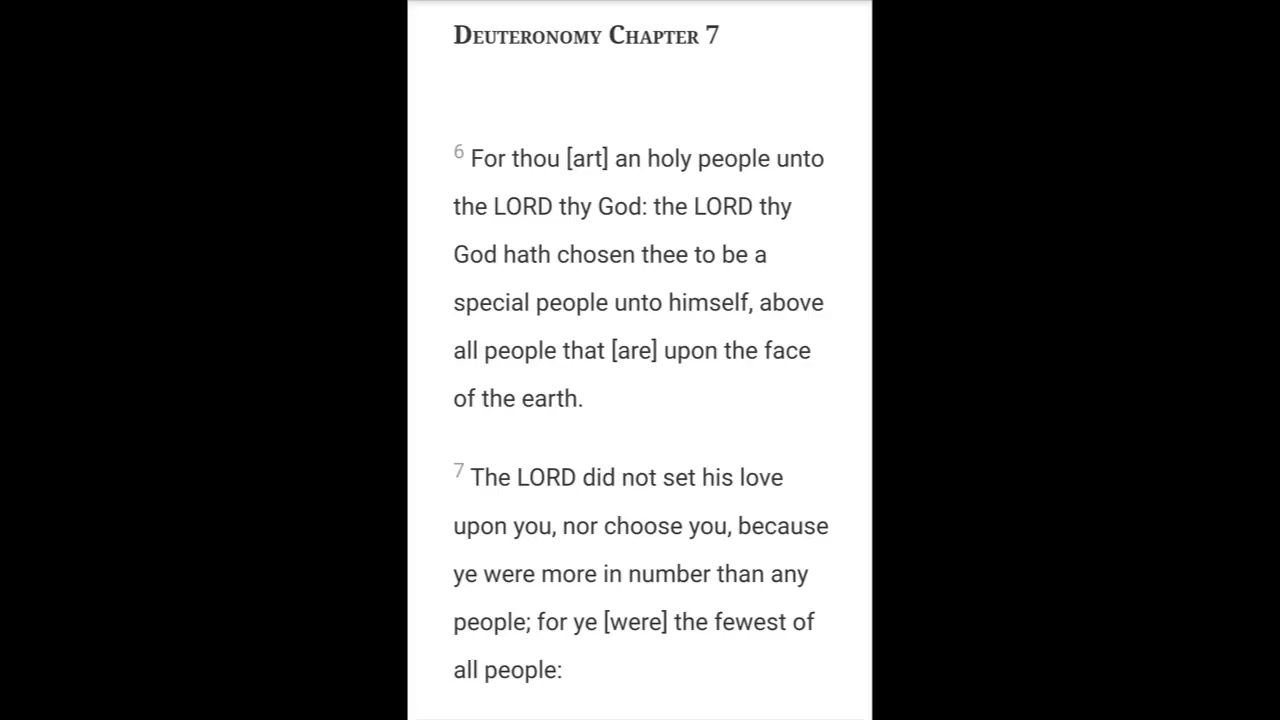 Deuteronomy Chapter 7
6 For thou [art] an holy people unto
the LORD thy God: the LORD thy
God hath chosen thee to be a
special people unto himself, above
all people that [are] upon the face
of the earth.
7 The LORD did not set his love
upon you, nor choose you, because
ye were more in number than any
people; for ye [were] the fewest of
all people: